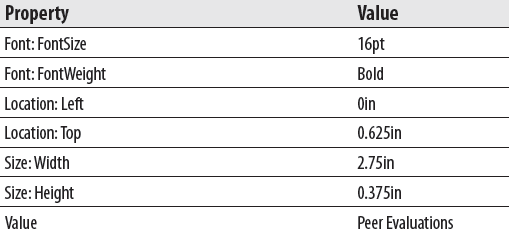 Property Value
Font: FontSize 16pt
Font: FontWeight Bold
Location: Left 0in
Location: Top 0.625in
Size: Width 2.75in
Size: Height 0.375in
Value Peer Evaluations